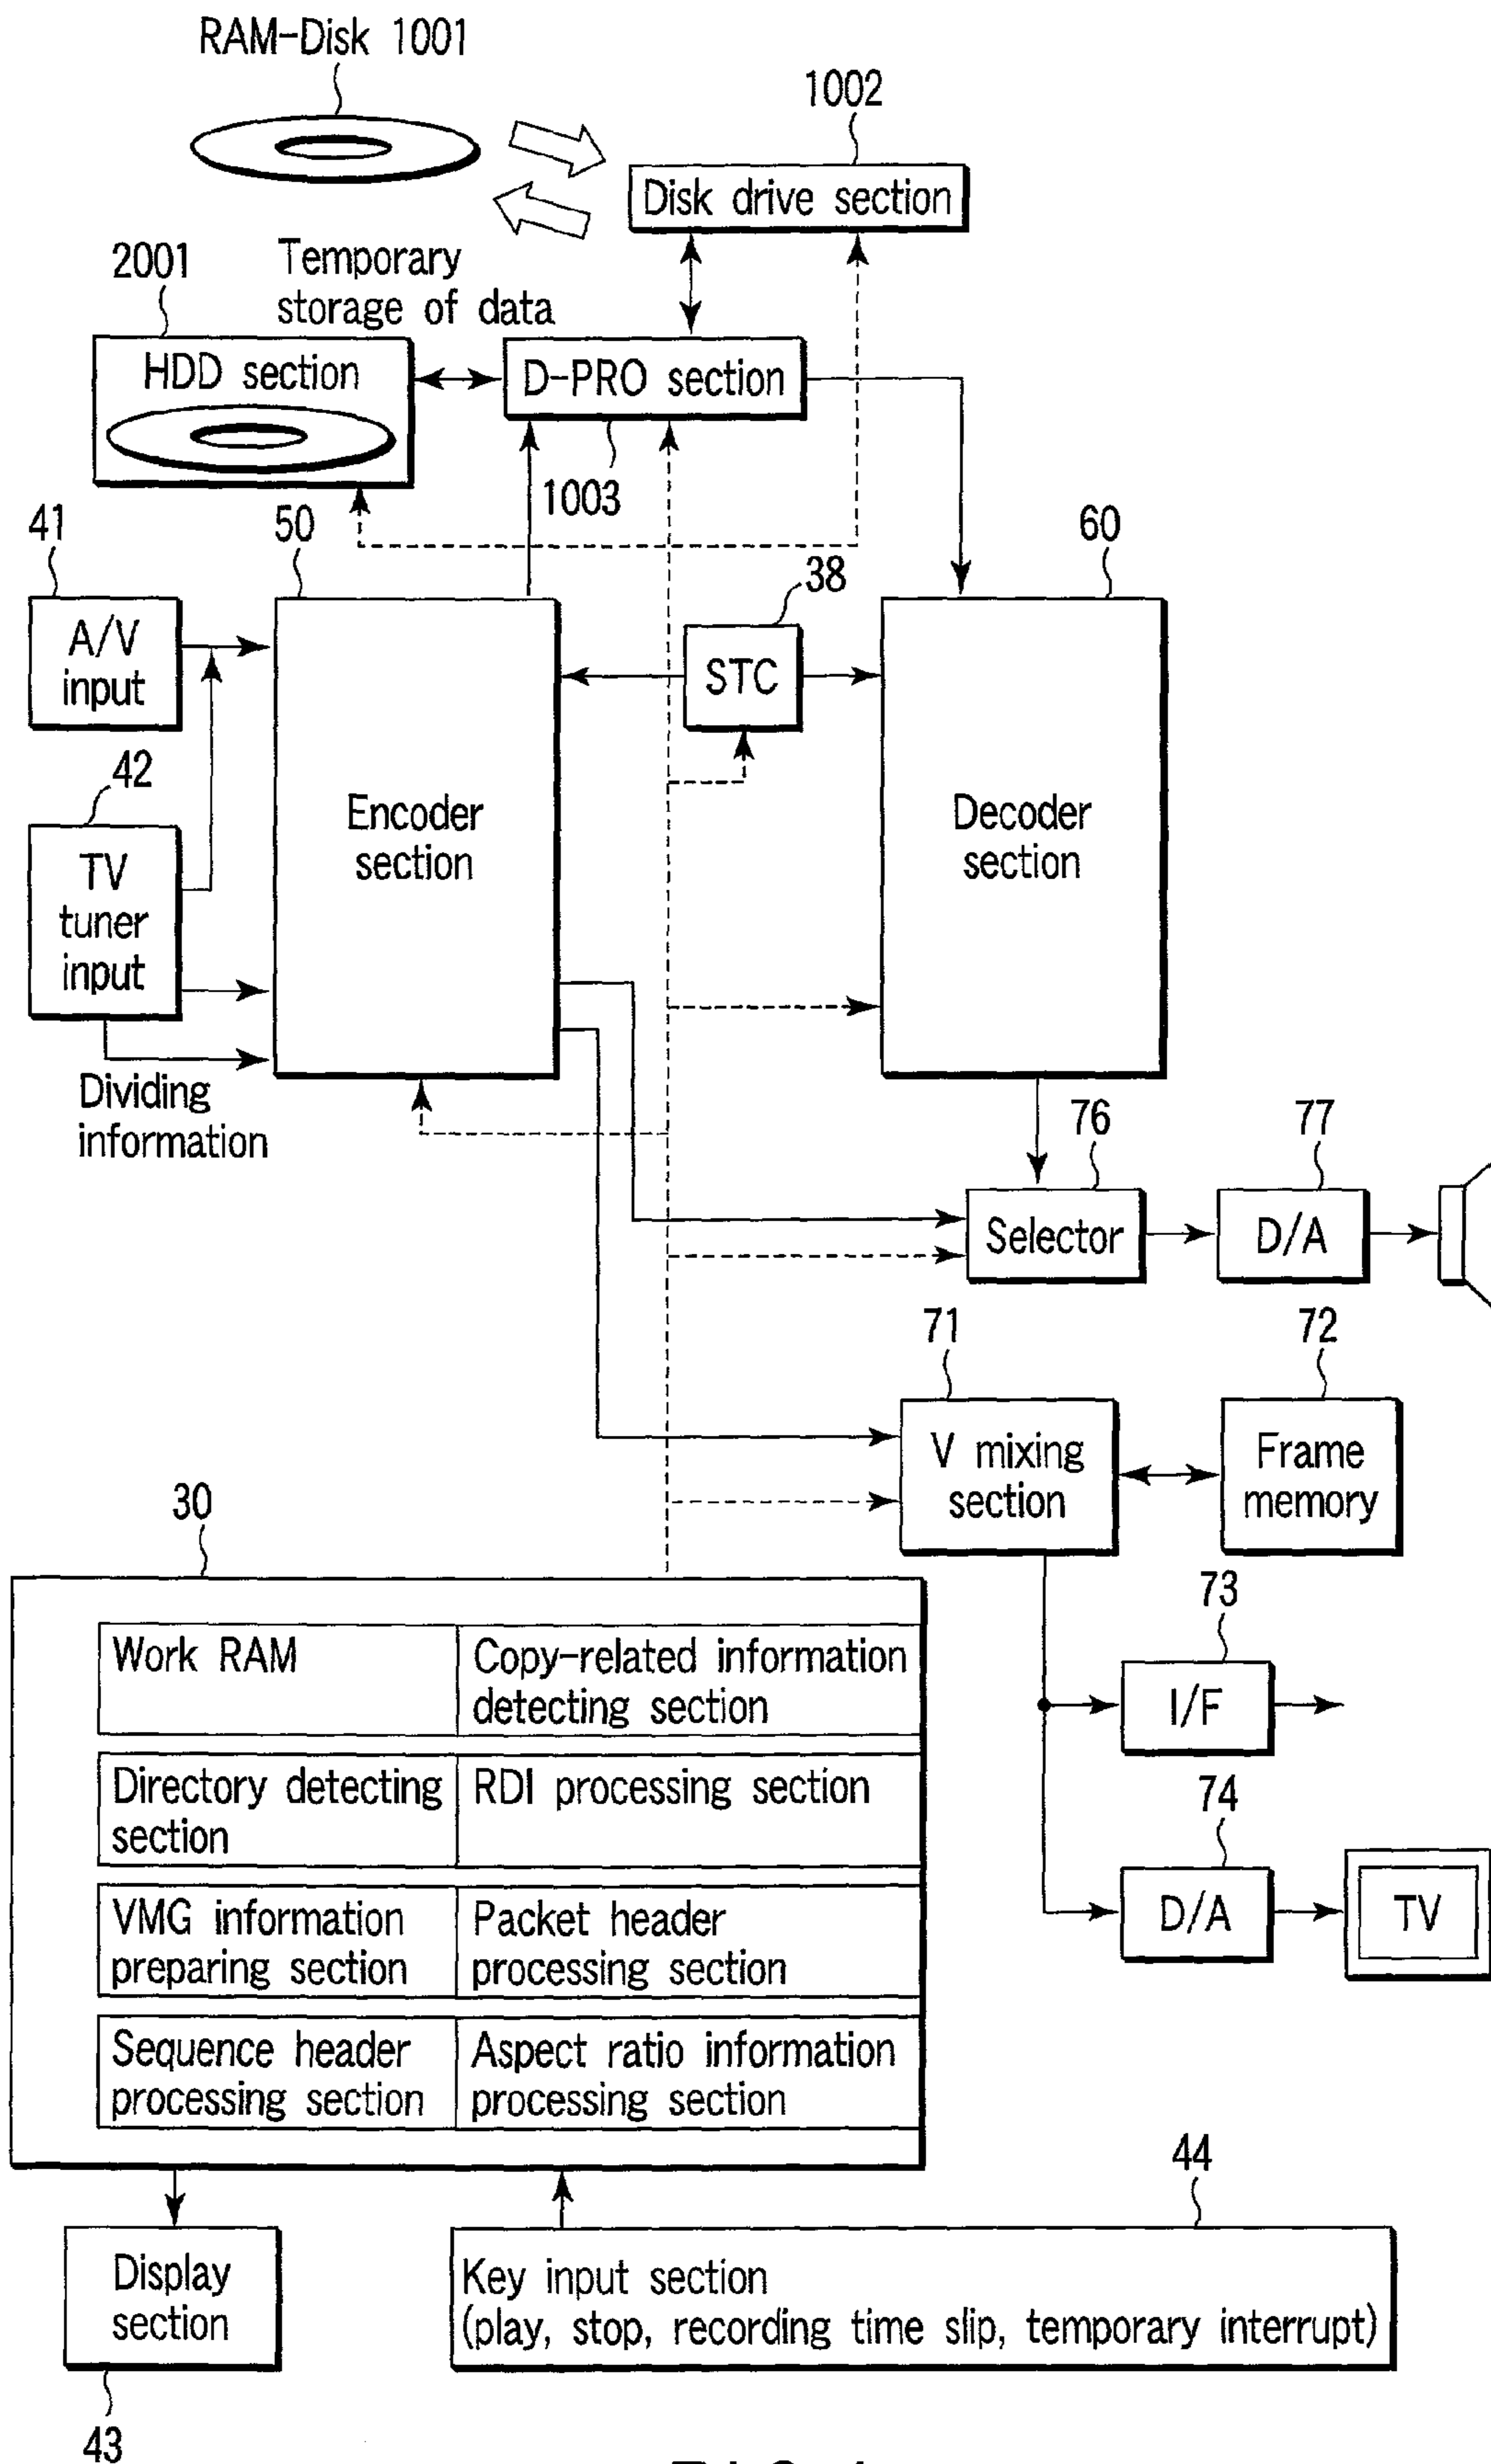 RAM-Disk 1001
1002
Disk drive section
2001
Temporary
storage of data
HDD section
D-PRO section
1003
41
50
38
60
A/V
input
STC
42
TV
tuner
input
Encoder
section
Decoder
section
Dividing
information
76
77
Selector
D/A
71
72
V mixing
section
Frame
memory
30
73
Work RAM
Copy-related information
detecting section
I/F
Directory detecting
section
RDI processing section
74
VMG information
preparing section
Packet header
processing section
D/A
TV
Sequence header
processing section
Aspect ratio information
processing section
44
Display
section
Key input section
(play, stop, recording time slip, temporary interrupt)
43